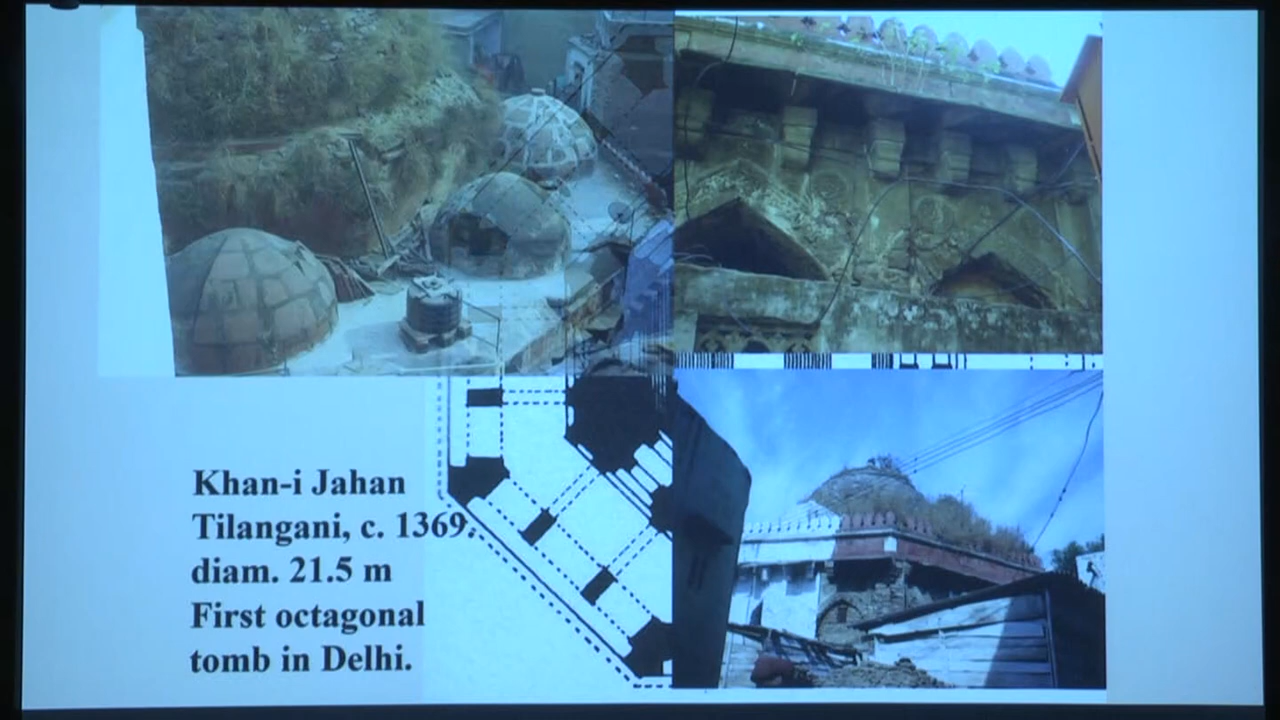 Khan-i Jahan
Tilangani, c. 1369.
diam. 21.5 m
First octagonal
tomb in Delhi.